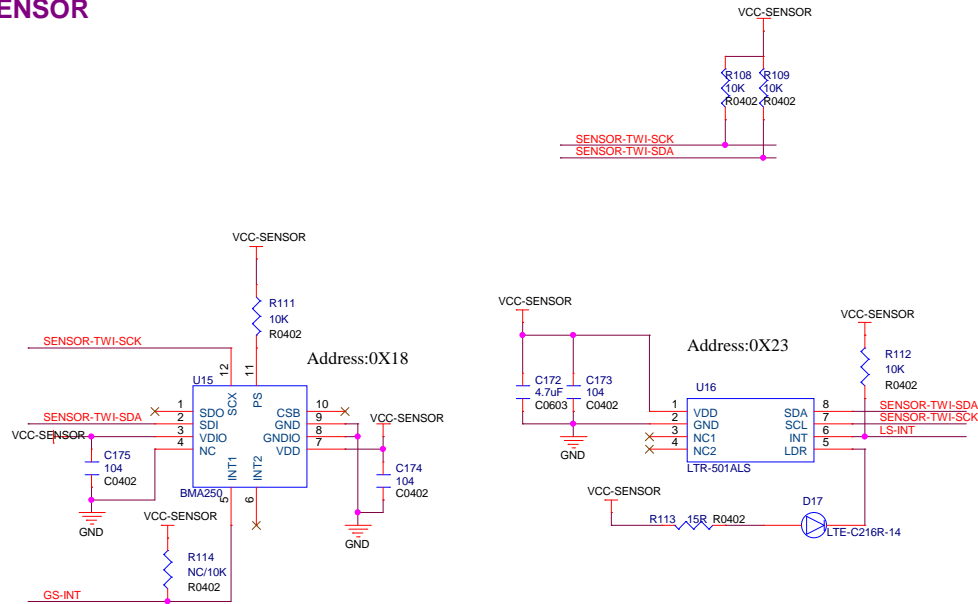 ENSOR
VCC-SENSOR
R108
10K
R0402
R109
10K
R0402
SENSOR-TWI-SCK
SENSOR-TWI-SDA
VCC-SENSOR
R111
10K
R0402
SENSOR-TWI-SCK
Address:0X18
12
11
U15
SCX
PS
1
SDO
CSB
10
SENSOR-TWI-SDA
2
SDI
GND
9
VCC-SENSOR
3
VDIO
GNDIO
8
4
NC
VDD
7
VCC-SENSOR
INT1
INT2
BMA250
5
6
C175
104
C0402
GND
C174
104
C0402
GND
VCC-SENSOR
R114
NC/10K
R0402
GS-INT
VCC-SENSOR
C172
4.7uF
C0603
C173
104
C0402
GND
Address:0X23
VCC-SENSOR
R112
10K
R0402
U16
1
VDD
SDA
8
SENSOR-TWI-SDA
2
GND
SCL
7
SENSOR-TWI-SCK
3
NC1
INT
6
LS-INT
4
NC2
LDR
5
LTR-501ALS
VCC-SENSOR
R113
15R
R0402
D17
LTE-C216R-14